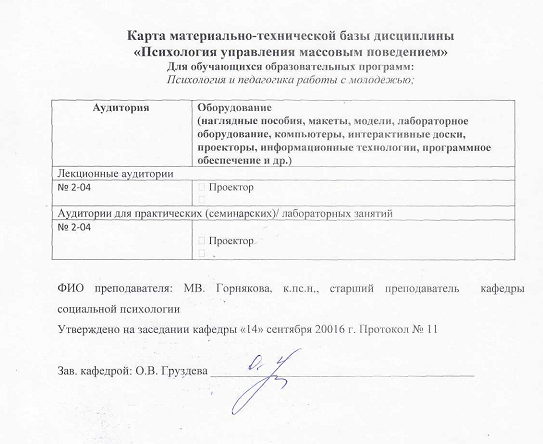 Карта материально-технической базы дисциплины
«Психология управления массовым поведением»
Для обучающихся образовательных программ:
Психология и педагогика работы с молодежью;
Аудитория
Оборудование
(наглядные пособия, макеты, модели, лабораторное
оборудование, компьютеры, интерактивные доски,
проекторы, информационные технологии, программное
обеспечение и др.)
Лекционные аудитории
№ 2-04
Проектор
Аудитории для практических (семинарских)/ лабораторных занятий
№ 2-04
Проектор
ФИО преподавателя: МВ. Горнякова, к.пс.н., старший преподаватель кафедры
социальной психологии
Утверждено на заседании кафедры «14» сентября 20016 г. Протокол № 11
Зав. кафедрой: О.В. Груздева